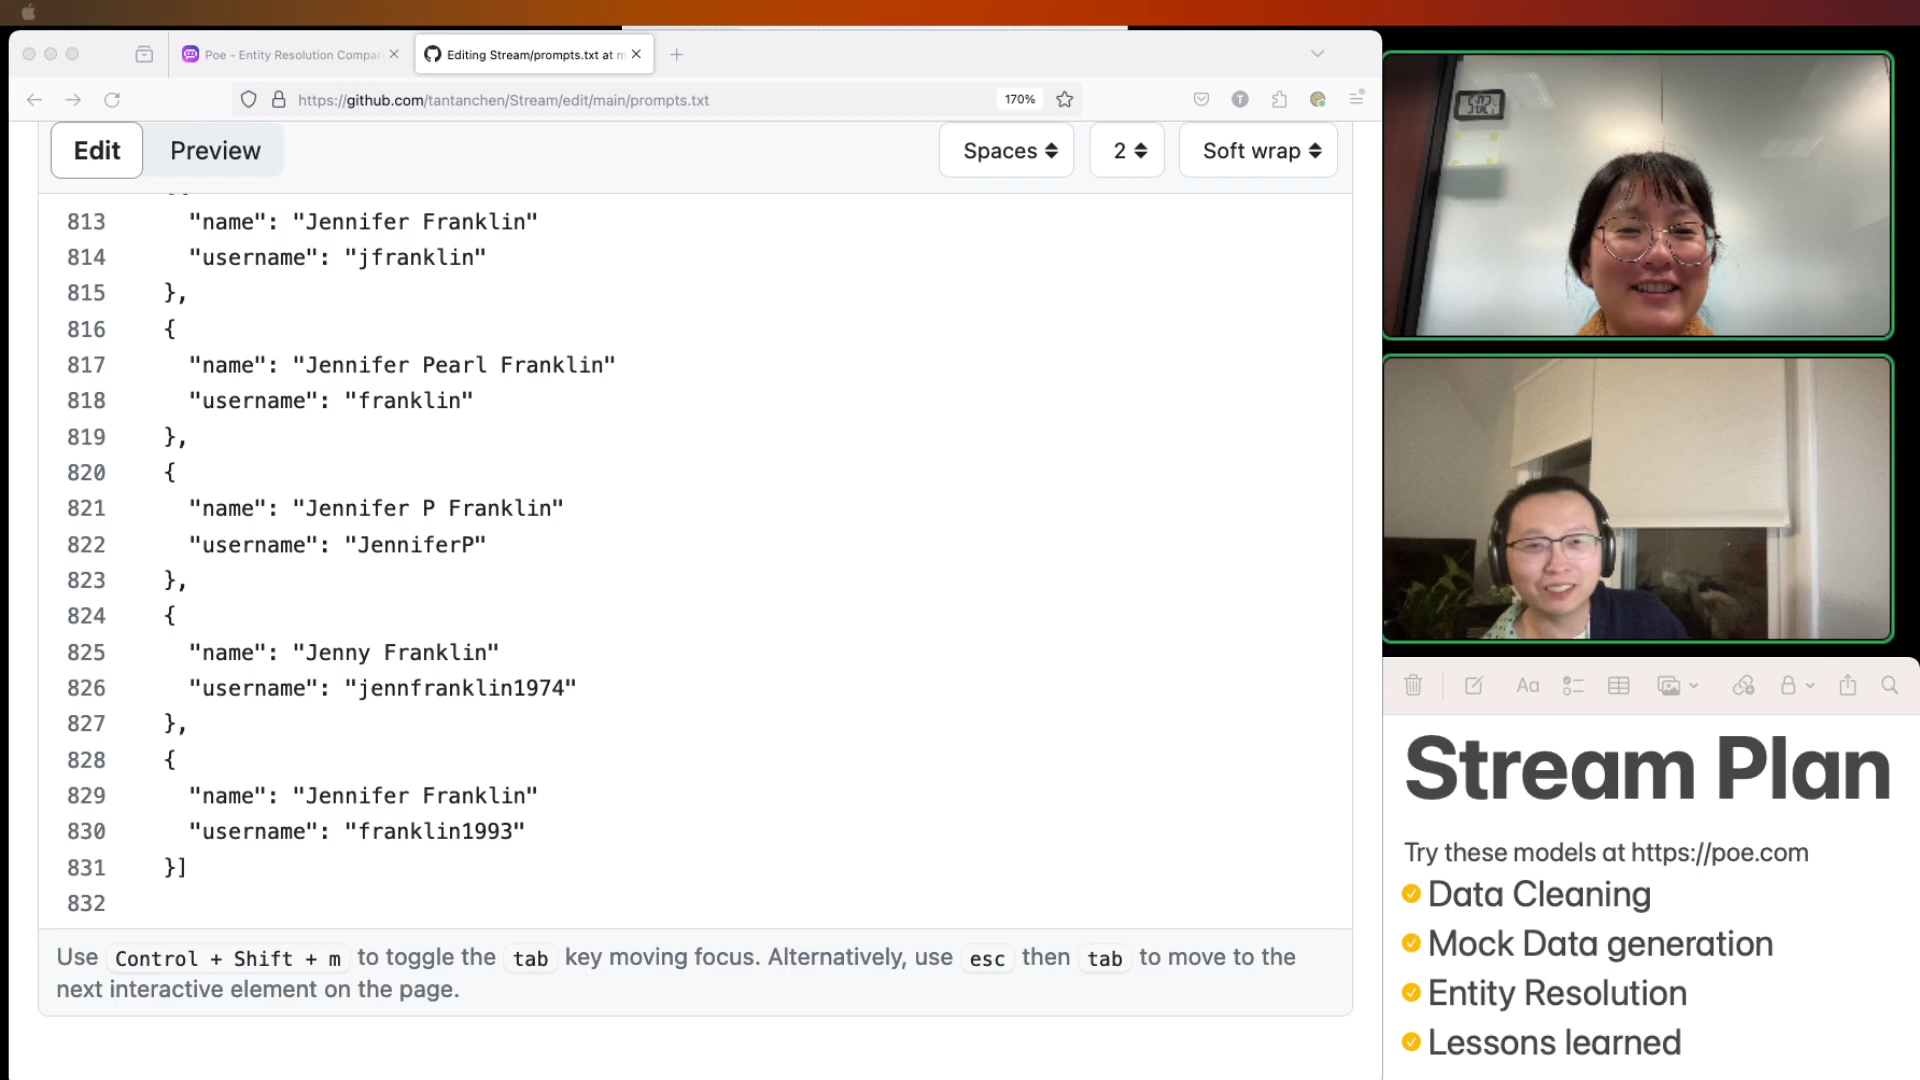 Poe - Entity Resolution Compar
Editing Stream/prompts.txt at m
https://github.com/tantanchen/Stream/edit/main/prompts.txt
170%
T
Edit
Preview
Spaces
2
Soft wrap
813 "name": "Jennifer Franklin"
814 "username": "jfranklin"
815 },
816 {
817 "name": "Jennifer Pearl Franklin"
818 "username": "franklin"
819 },
820 {
821 "name": "Jennifer P Franklin"
822 "username": "JenniferP"
823 },
824 {
825 "name": "Jenny Franklin"
826 "username": "jennfranklin1974"
827 },
828 {
829 "name": "Jennifer Franklin"
830 "username": "franklin1993"
831 }]
832
Use Control + Shift + m to toggle the tab key moving focus. Alternatively, use esc then tab to move to the
next interactive element on the page.
Aa
Stream Plan
Try these models at https://poe.com
Data Cleaning
Mock Data generation
Entity Resolution
Lessons learned